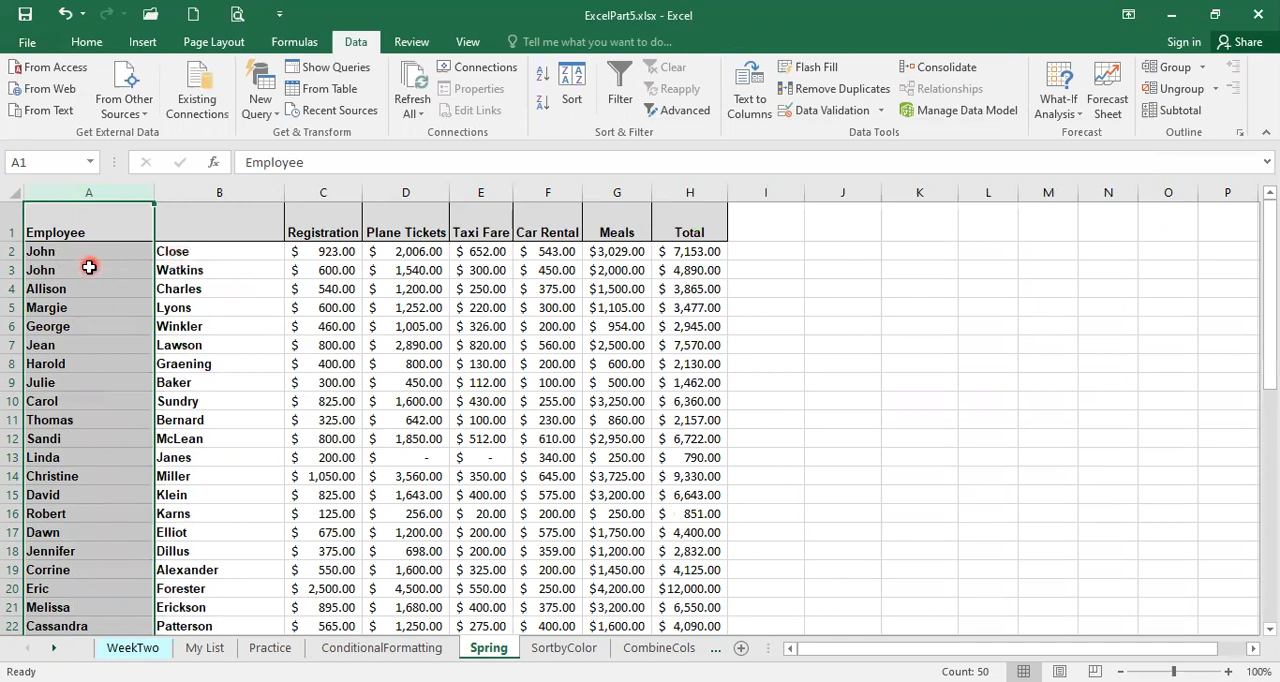 ExcelPart5.xlsx - Excel
File Home Insert Page Layout Formulas Data Review View Tell me what you want to do... Sign in Share
From Access
From Web
From Text
From Other Sources
Existing Connections
Get External Data
New Query
Show Queries
From Table
Recent Sources
Get & Transform
Refresh All
Connections
Properties
Edit Links
Connections
A Z
Z A
Sort
Filter
Clear
Reapply
Advanced
Sort & Filter
Text to Columns
Flash Fill
Remove Duplicates
Data Validation
Consolidate
Relationships
Manage Data Model
Data Tools
What-If Analysis
Forecast Sheet
Forecast
Group
Ungroup
Subtotal
Outline
A1 fx Employee
A B C D E F G H I J K L M N O P
1 Employee Registration Plane Tickets Taxi Fare Car Rental Meals Total
2 John Close $ 923.00 $ 2,006.00 $ 652.00 $ 543.00 $3,029.00 $ 7,153.00
3 John Watkins $ 600.00 $ 1,540.00 $ 300.00 $ 450.00 $2,000.00 $ 4,890.00
4 Allison Charles $ 540.00 $ 1,200.00 $ 250.00 $ 375.00 $1,500.00 $ 3,865.00
5 Margie Lyons $ 600.00 $ 1,252.00 $ 220.00 $ 300.00 $1,105.00 $ 3,477.00
6 George Winkler $ 460.00 $ 1,005.00 $ 326.00 $ 200.00 $ 954.00 $ 2,945.00
7 Jean Lawson $ 800.00 $ 2,890.00 $ 820.00 $ 560.00 $2,500.00 $ 7,570.00
8 Harold Graening $ 400.00 $ 800.00 $ 130.00 $ 200.00 $ 600.00 $ 2,130.00
9 Julie Baker $ 300.00 $ 450.00 $ 112.00 $ 100.00 $ 500.00 $ 1,462.00
10 Carol Sundry $ 825.00 $ 1,600.00 $ 430.00 $ 255.00 $3,250.00 $ 6,360.00
11 Thomas Bernard $ 325.00 $ 642.00 $ 100.00 $ 230.00 $ 860.00 $ 2,157.00
12 Sandi McLean $ 800.00 $ 1,850.00 $ 512.00 $ 610.00 $2,950.00 $ 6,722.00
13 Linda Janes $ 200.00 $ - $ - $ 340.00 $ 250.00 $ 790.00
14 Christine Miller $ 1,050.00 $ 3,560.00 $ 350.00 $ 645.00 $3,725.00 $ 9,330.00
15 David Klein $ 825.00 $ 1,643.00 $ 400.00 $ 575.00 $3,200.00 $ 6,643.00
16 Robert Karns $ 125.00 $ 256.00 $ 20.00 $ 200.00 $ 250.00 $ 851.00
17 Dawn Elliot $ 675.00 $ 1,200.00 $ 200.00 $ 575.00 $1,750.00 $ 4,400.00
18 Jennifer Dillus $ 375.00 $ 698.00 $ 200.00 $ 359.00 $1,200.00 $ 2,832.00
19 Corrine Alexander $ 550.00 $ 1,600.00 $ 325.00 $ 200.00 $1,450.00 $ 4,125.00
20 Eric Forester $ 2,500.00 $ 4,500.00 $ 550.00 $ 250.00 $4,200.00 $12,000.00
21 Melissa Erickson $ 895.00 $ 1,680.00 $ 400.00 $ 375.00 $3,200.00 $ 6,550.00
22 Cassandra Patterson $ 565.00 $ 1,250.00 $ 275.00 $ 400.00 $1,600.00 $ 4,090.00
WeekTwo My List Practice ConditionalFormatting Spring SortbyColor CombineCols ...
Ready Count: 50 100%